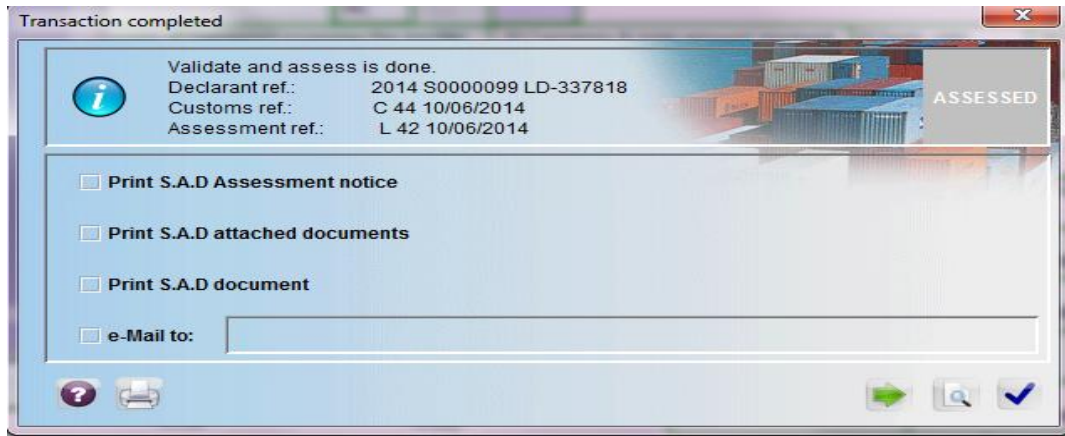 Transaction completed
Validate and assess is done.
Declarant ref.: 2014 S0000099 LD-337818
Customs ref.: C 44 10/06/2014
Assessment ref.: L 42 10/06/2014
ASSESSED
Print S.A.D Assessment notice
Print S.A.D attached documents
Print S.A.D document
e-Mail to: